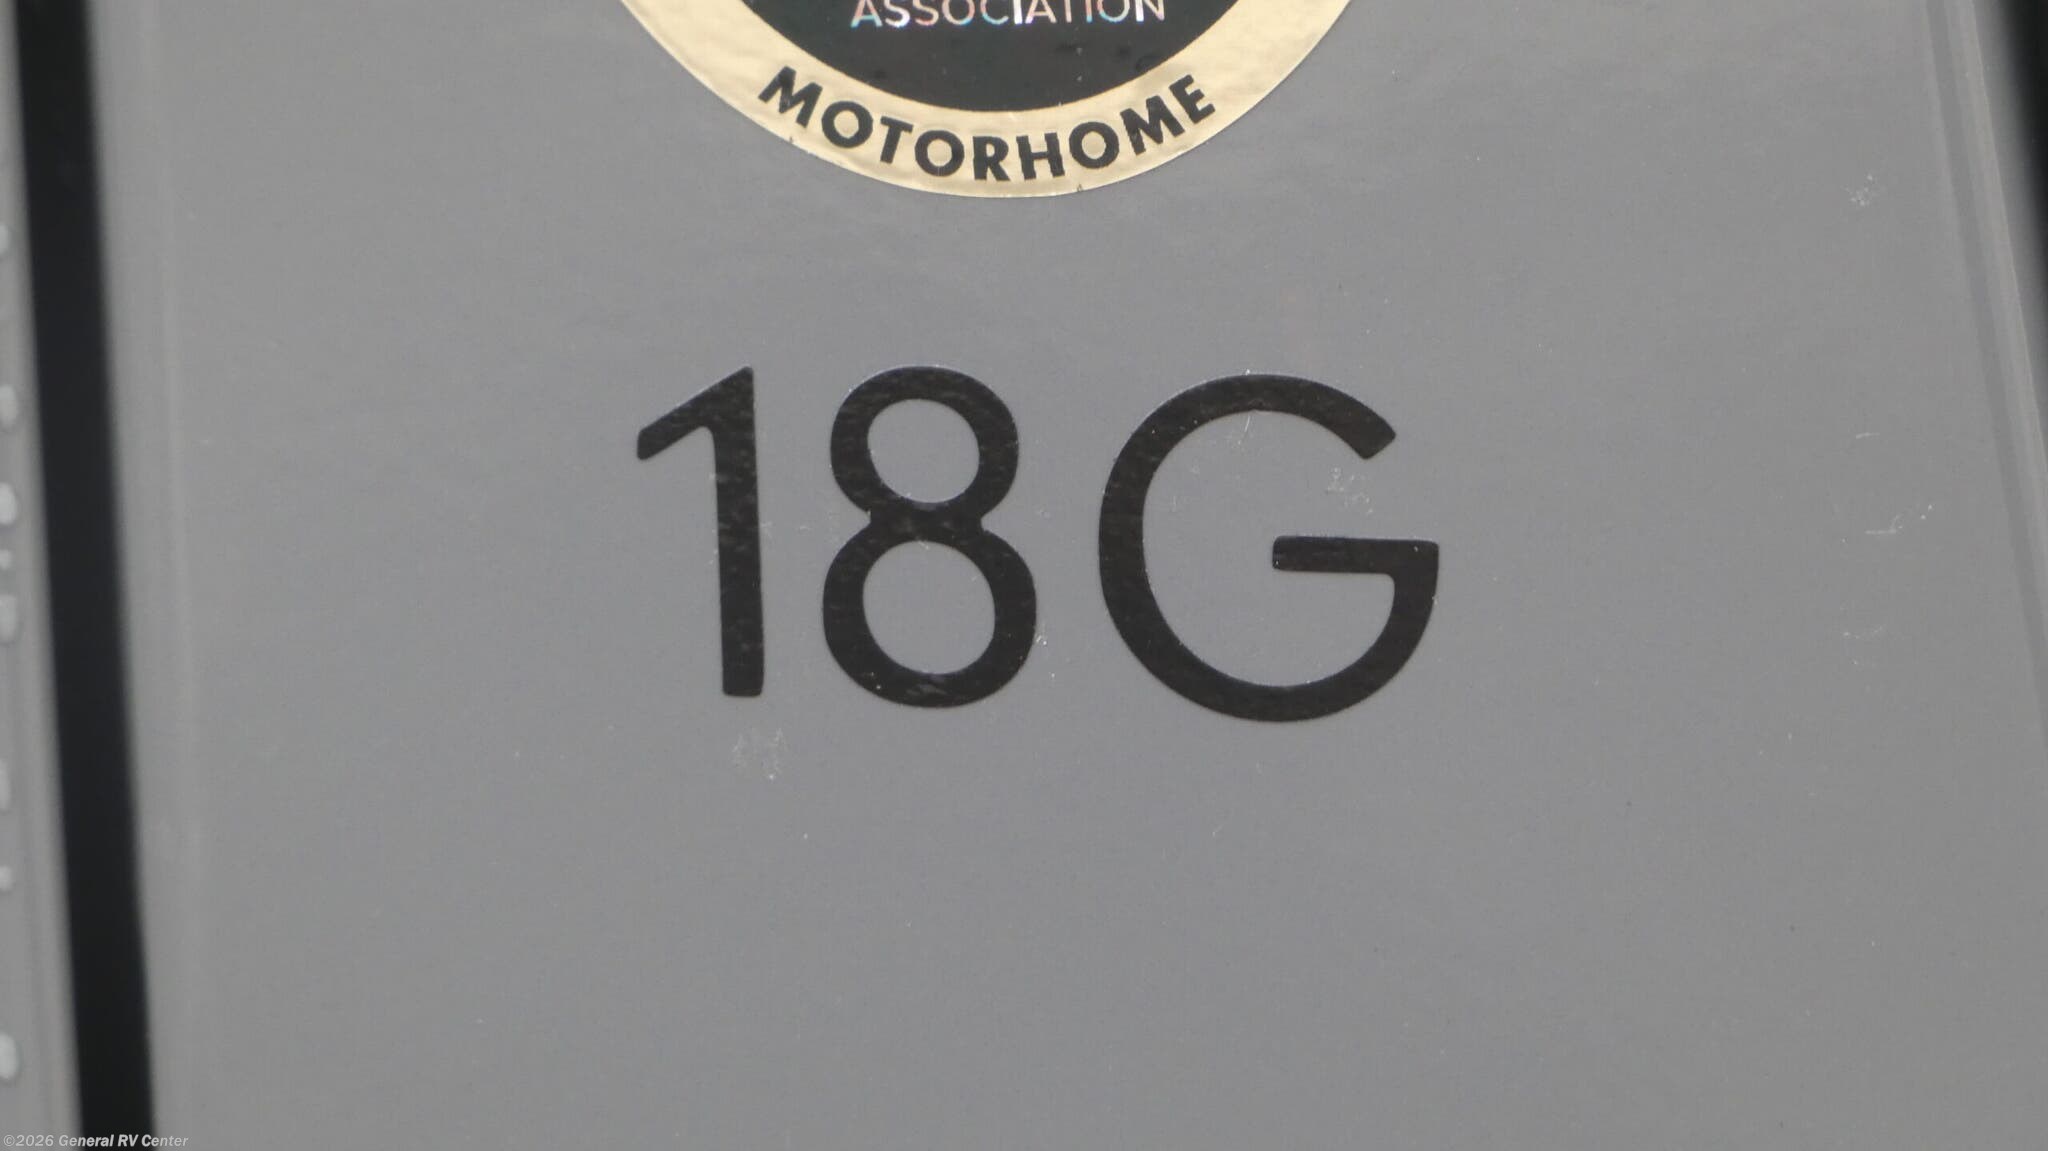 ASSOCIATION
MOTORHOME
18G
©2026 General RV Center